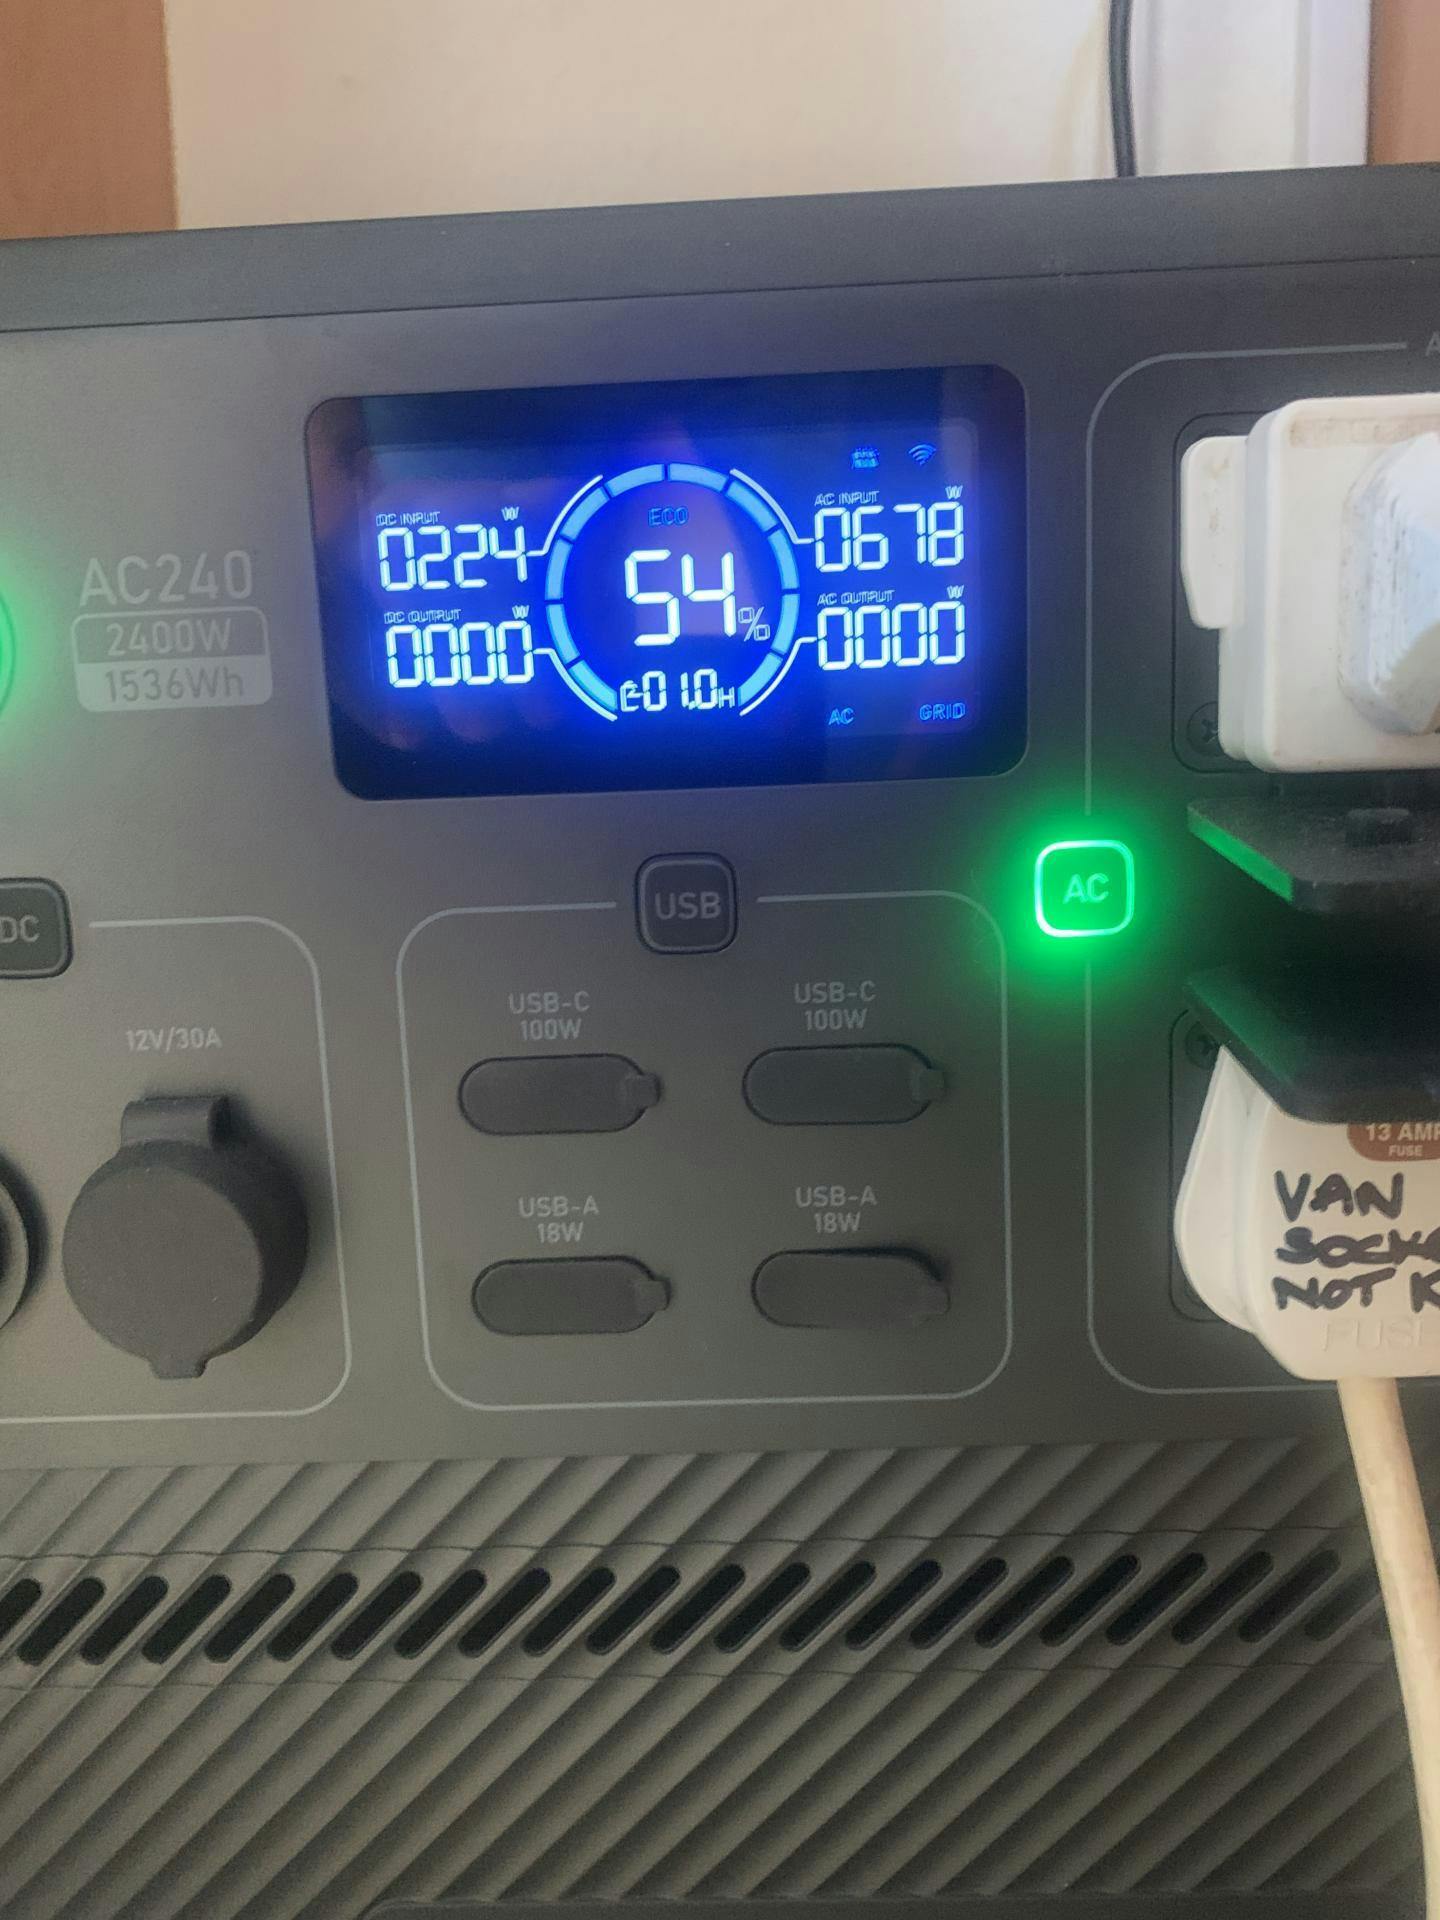 AC240
2400W
1536Wh
DC INPUT W
0224
DC OUTPUT W
0000
ECO
54%
01.0H
AC INPUT W
0678
AC OUTPUT W
0000
AC GRID
DC
USB
AC
12V/30A
USB-C
100W
USB-C
100W
USB-A
18W
USB-A
18W
13 AMP
FUSE
VAN
NOT
FUSE